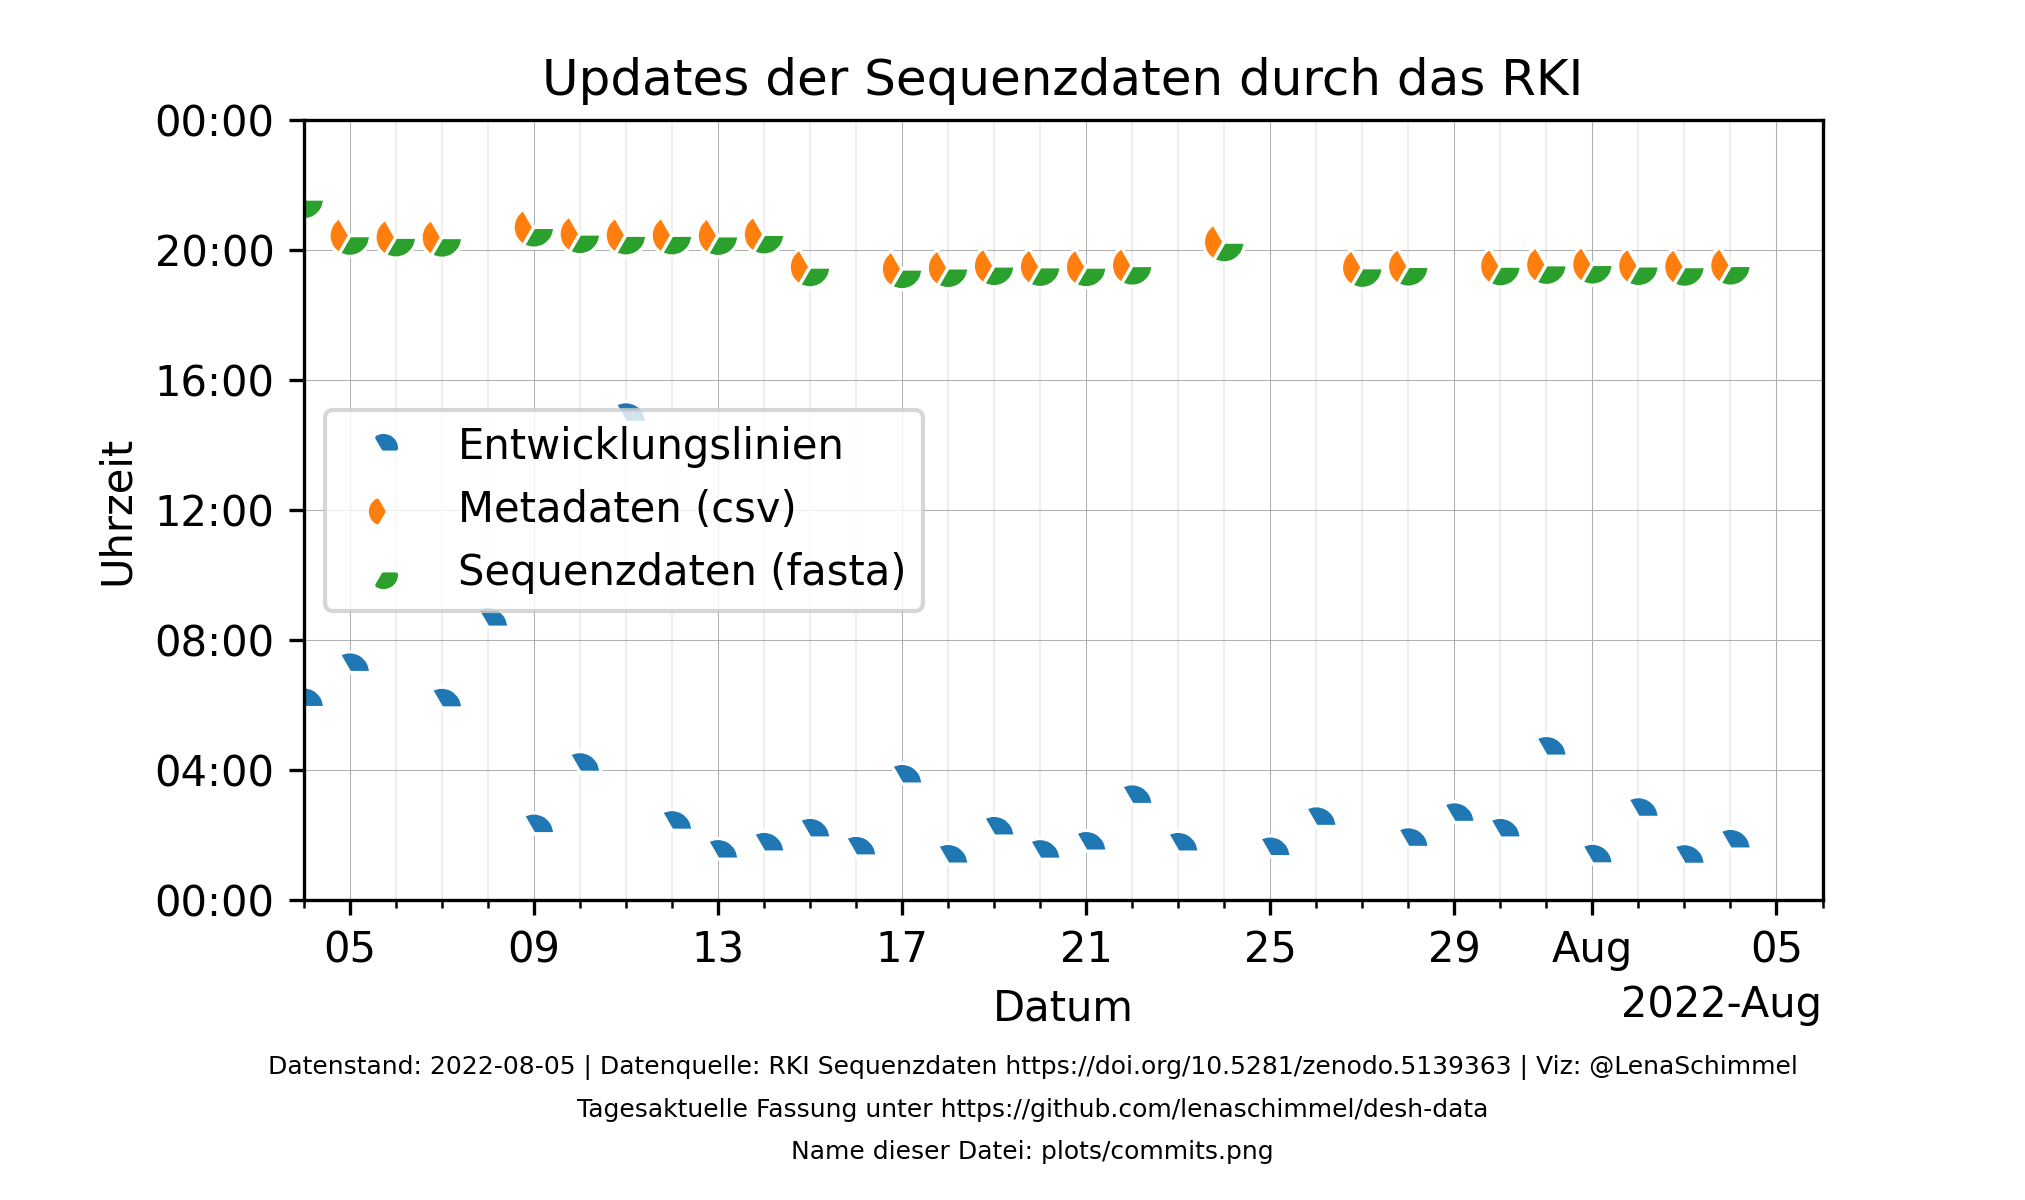 Updates der Sequenzdaten durch das RKI
00:00
20:00
16:00
12:00
08:00
04:00
00:00
Uhrzeit
Entwicklungslinien
Metadaten (csv)
Sequenzdaten (fasta)
05 09 13 17 21 25 29 Aug 05
Datum
2022-Aug
Datenstand: 2022-08-05 | Datenquelle: RKI Sequenzdaten https://doi.org/10.5281/zenodo.5139363 | Viz: @LenaSchimmel
Tagesaktuelle Fassung unter https://github.com/lenaschimmel/desh-data
Name dieser Datei: plots/commits.png